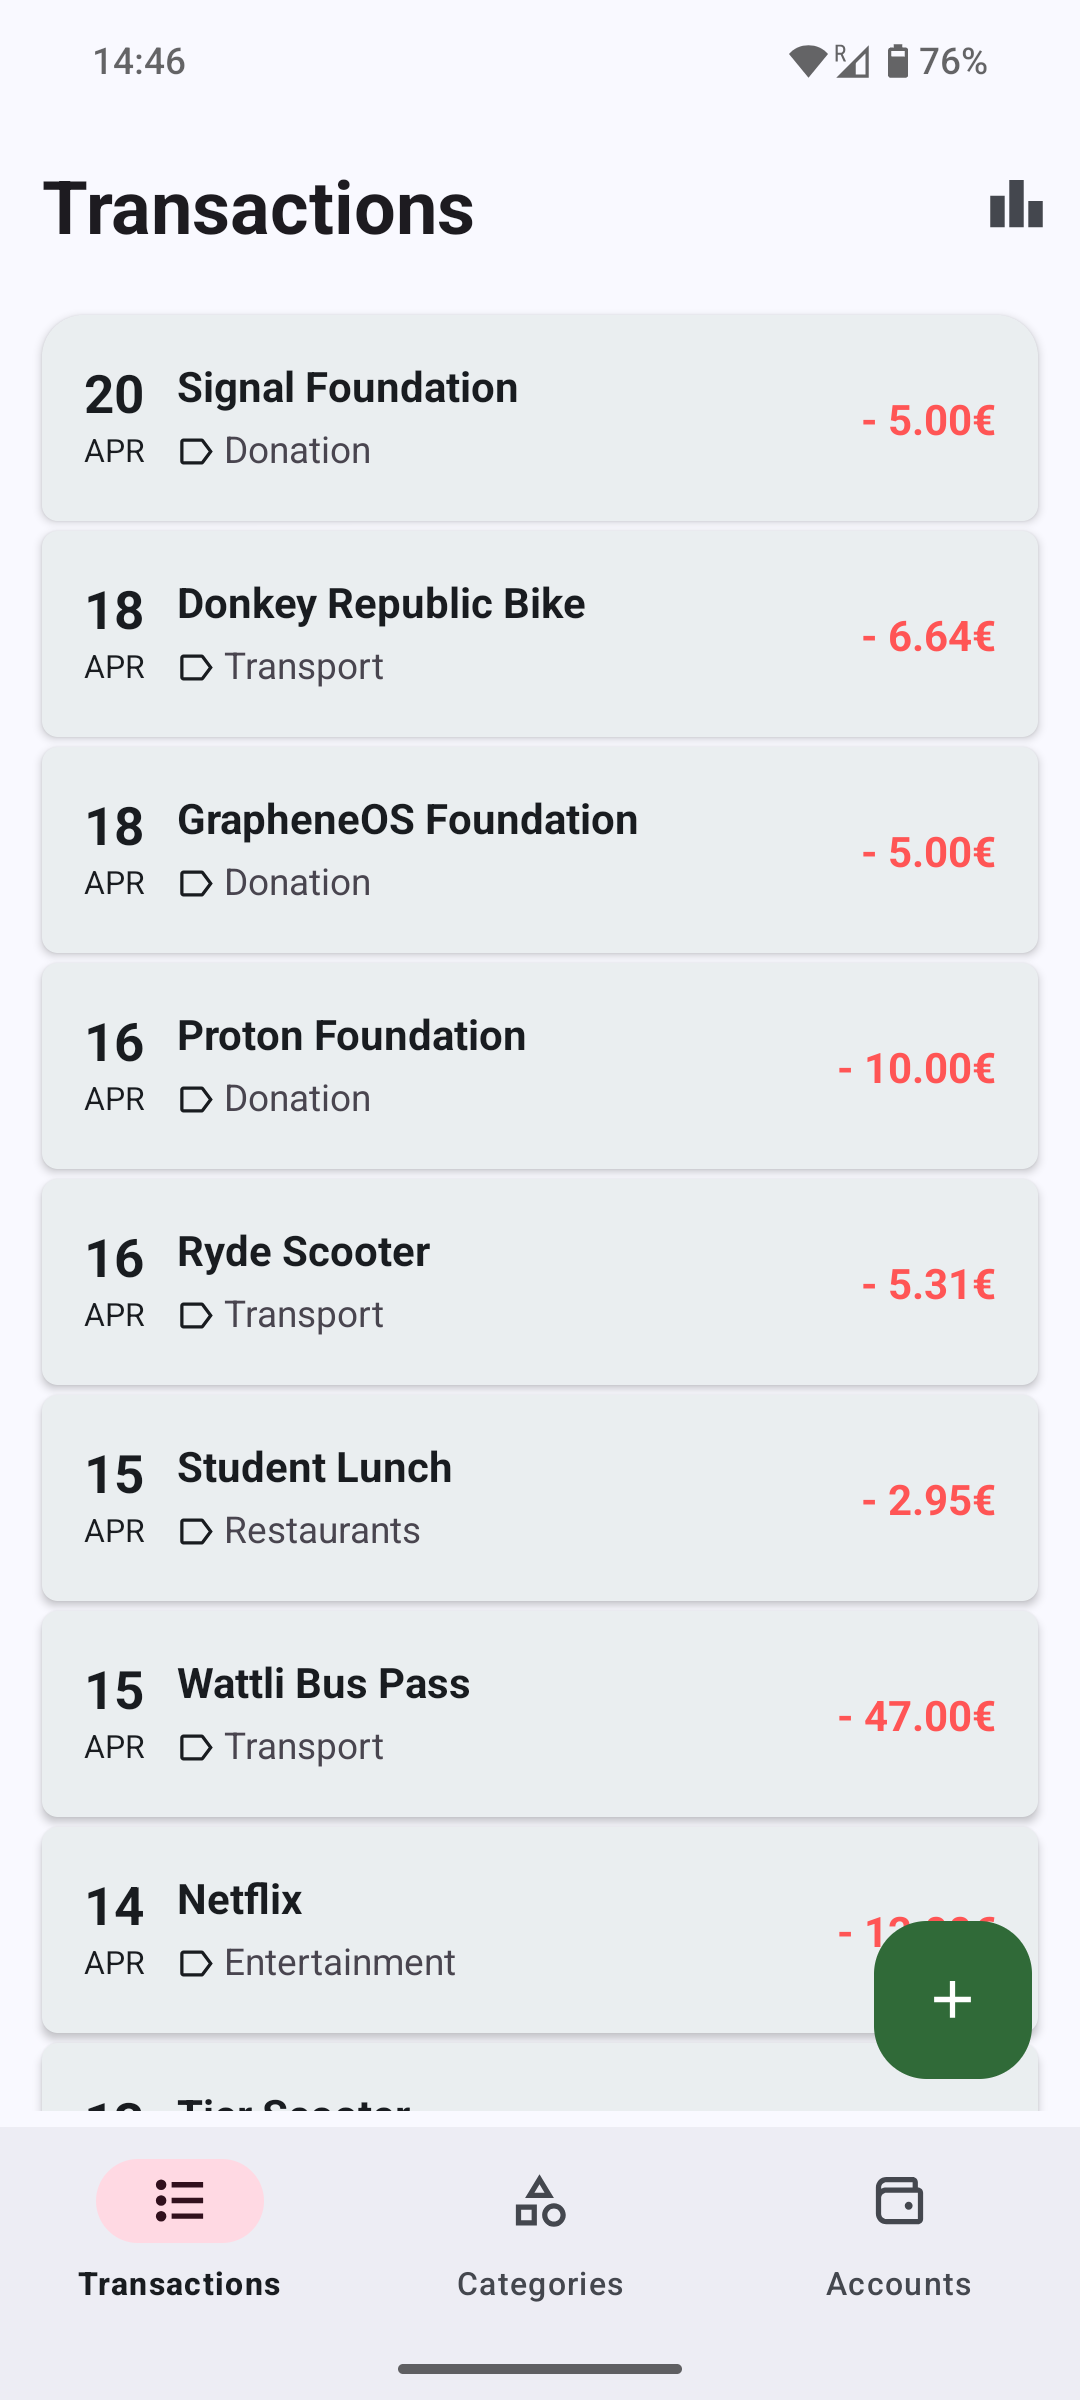 14:46
R 76%
Transactions
20 Signal Foundation
APR Donation
- 5.00€
18 Donkey Republic Bike
APR Transport
- 6.64€
18 GrapheneOS Foundation
APR Donation
- 5.00€
16 Proton Foundation
APR Donation
- 10.00€
16 Ryde Scooter
APR Transport
- 5.31€
15 Student Lunch
APR Restaurants
- 2.95€
15 Wattli Bus Pass
APR Transport
- 47.00€
14 Netflix
APR Entertainment
+
Tier Scooter
Transactions
Categories
Accounts